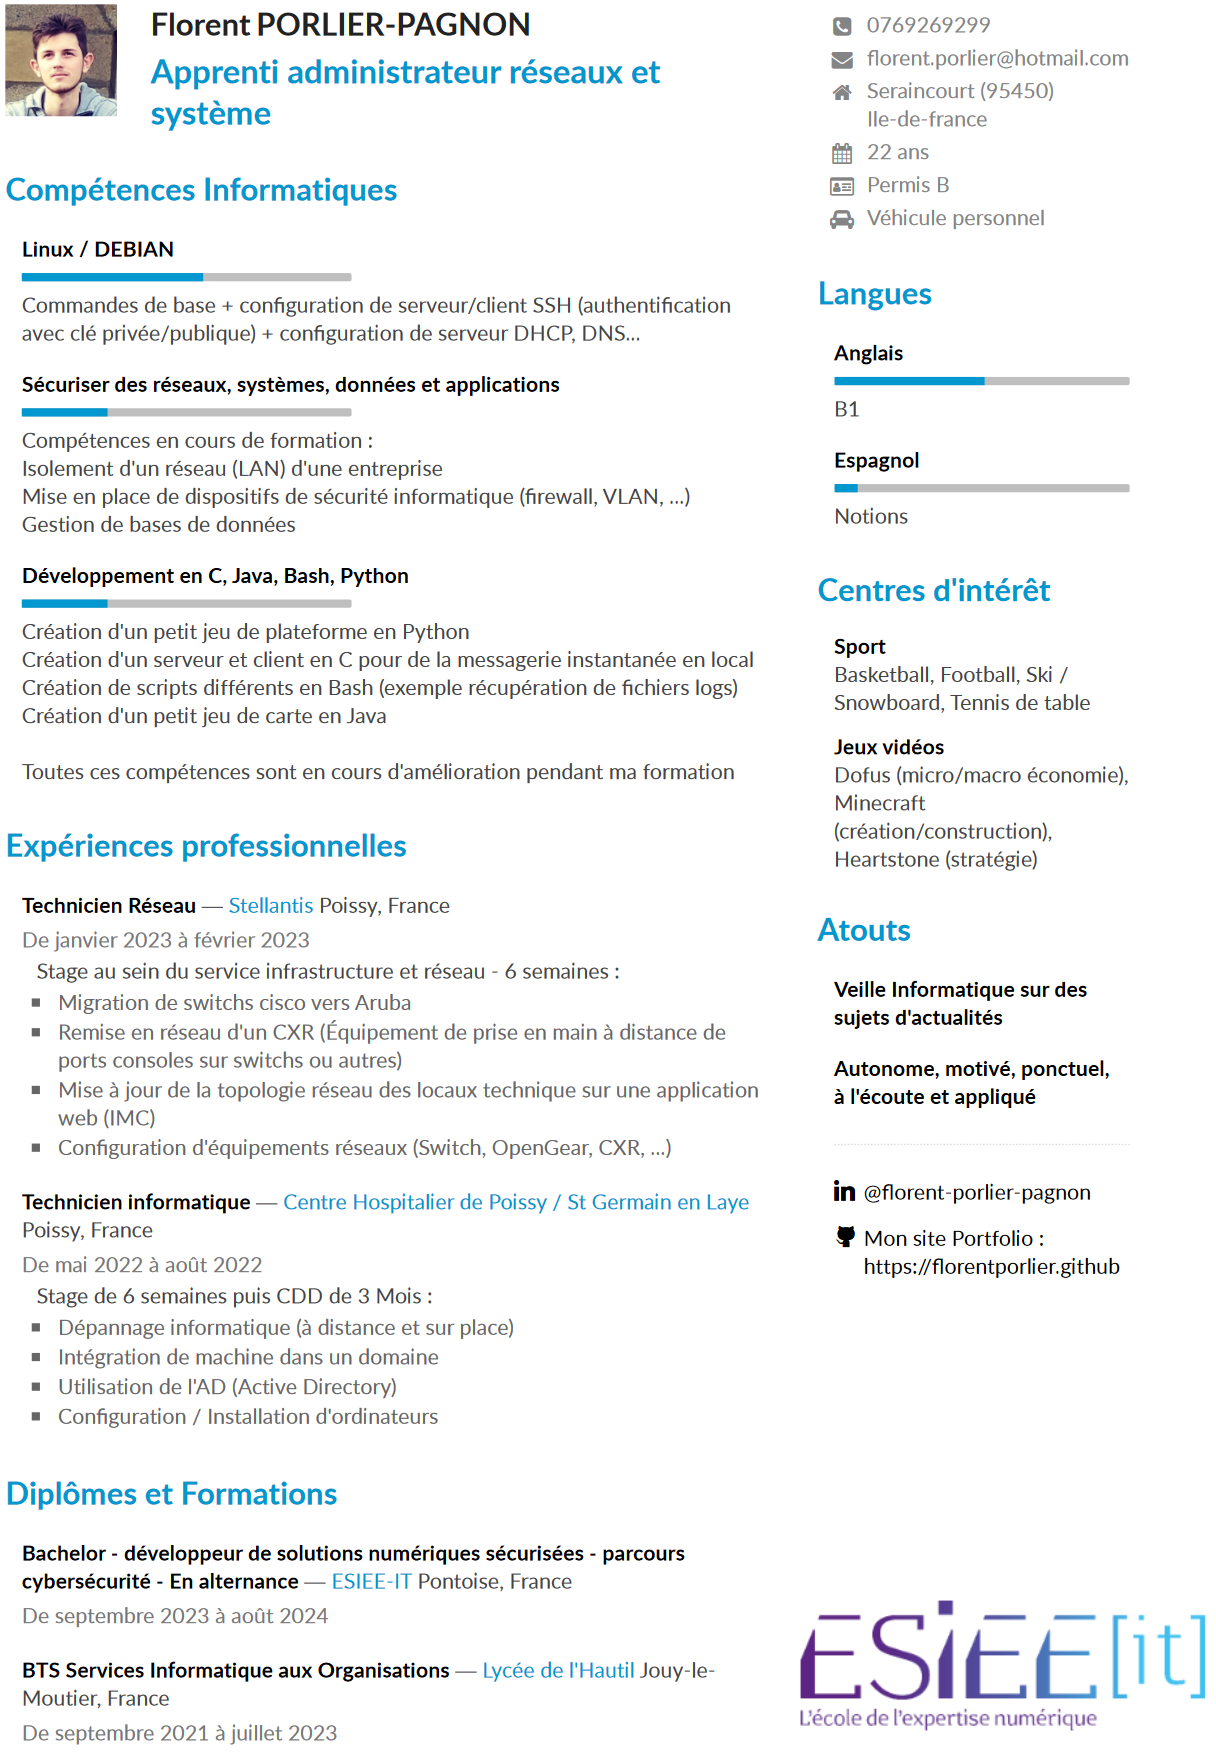 Florent PORLIER-PAGNON
Apprenti administrateur réseaux et
système
Compétences Informatiques
Linux / DEBIAN
Commandes de base + configuration de serveur/client SSH (authentification
avec clé privée/publique) + configuration de serveur DHCP, DNS...
Sécuriser des réseaux, systèmes, données et applications
Compétences en cours de formation :
Isolement d'un réseau (LAN) d'une entreprise
Mise en place de dispositifs de sécurité informatique (firewall, VLAN, ...)
Gestion de bases de données
Développement en C, Java, Bash, Python
Création d'un petit jeu de plateforme en Python
Création d'un serveur et client en C pour de la messagerie instantanée en local
Création de scripts différents en Bash (exemple récupération de fichiers logs)
Création d'un petit jeu de carte en Java
Toutes ces compétences sont en cours d'amélioration pendant ma formation
Expériences professionnelles
Technicien Réseau — Stellantis Poissy, France
De janvier 2023 à février 2023
Stage au sein du service infrastructure et réseau - 6 semaines :
Migration de switchs cisco vers Aruba
Remise en réseau d'un CXR (Équipement de prise en main à distance de
ports consoles sur switchs ou autres)
Mise à jour de la topologie réseau des locaux technique sur une application
web (IMC)
Configuration d'équipements réseaux (Switch, OpenGear, CXR, ...)
Technicien informatique — Centre Hospitalier de Poissy / St Germain en Laye
Poissy, France
De mai 2022 à août 2022
Stage de 6 semaines puis CDD de 3 Mois :
Dépannage informatique (à distance et sur place)
Intégration de machine dans un domaine
Utilisation de l'AD (Active Directory)
Configuration / Installation d'ordinateurs
Diplômes et Formations
Bachelor - développeur de solutions numériques sécurisées - parcours
cybersécurité - En alternance — ESIEE-IT Pontoise, France
De septembre 2023 à août 2024
BTS Services Informatique aux Organisations — Lycée de l'Hautil Jouy-le-
Moutier, France
De septembre 2021 à juillet 2023
0769269299
florent.porlier@hotmail.com
Seraincourt (95450)
Ile-de-france
22 ans
Permis B
Véhicule personnel
Langues
Anglais
B1
Espagnol
Notions
Centres d'intérêt
Sport
Basketball, Football, Ski /
Snowboard, Tennis de table
Jeux vidéos
Dofus (micro/macro économie),
Minecraft
(création/construction),
Heartstone (stratégie)
Atouts
Veille Informatique sur des
sujets d'actualités
Autonome, motivé, ponctuel,
à l'écoute et appliqué
in @florent-porlier-pagnon
Mon site Portfolio :
https://florentporlier.github
ESIEE[it]
L'école de l'expertise numérique